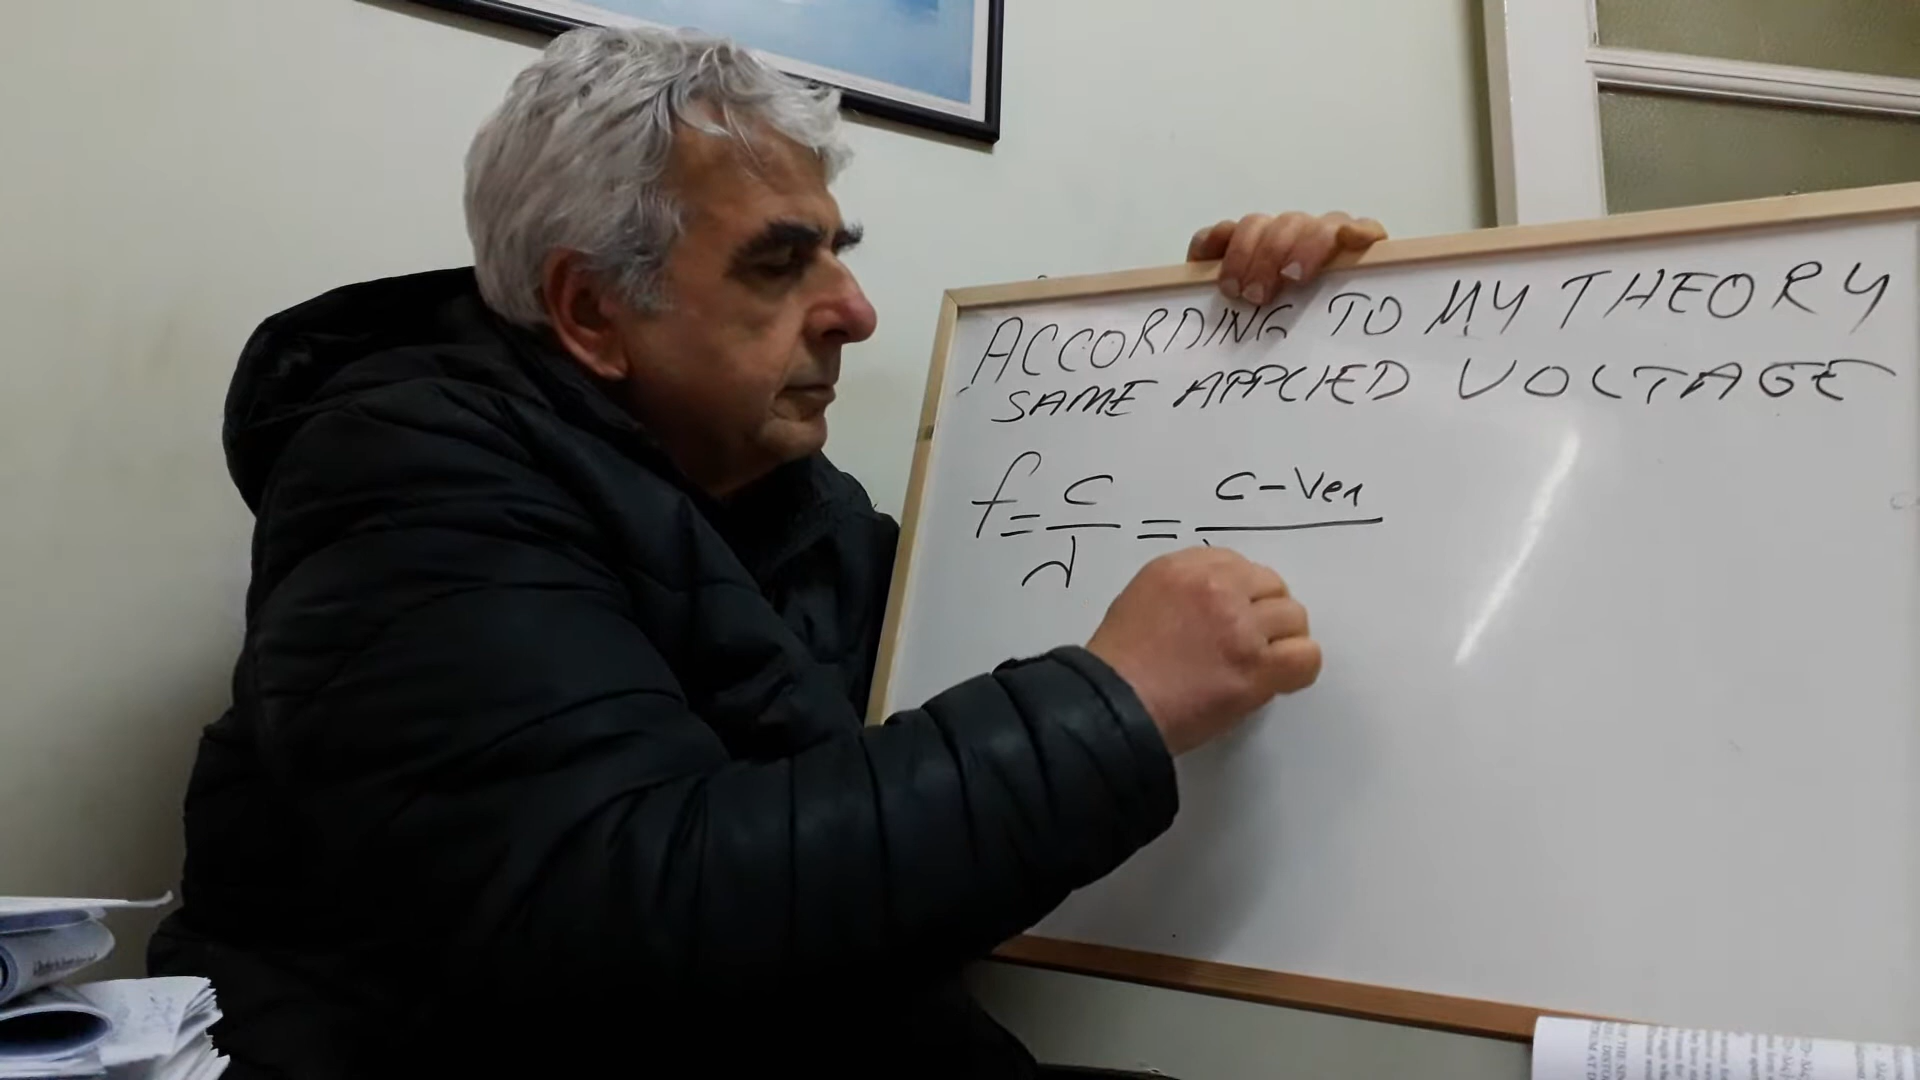 ACCORDING TO MY THEORY
SAME APPLIED VOLTAGE
f = c/λ = c-Ve1